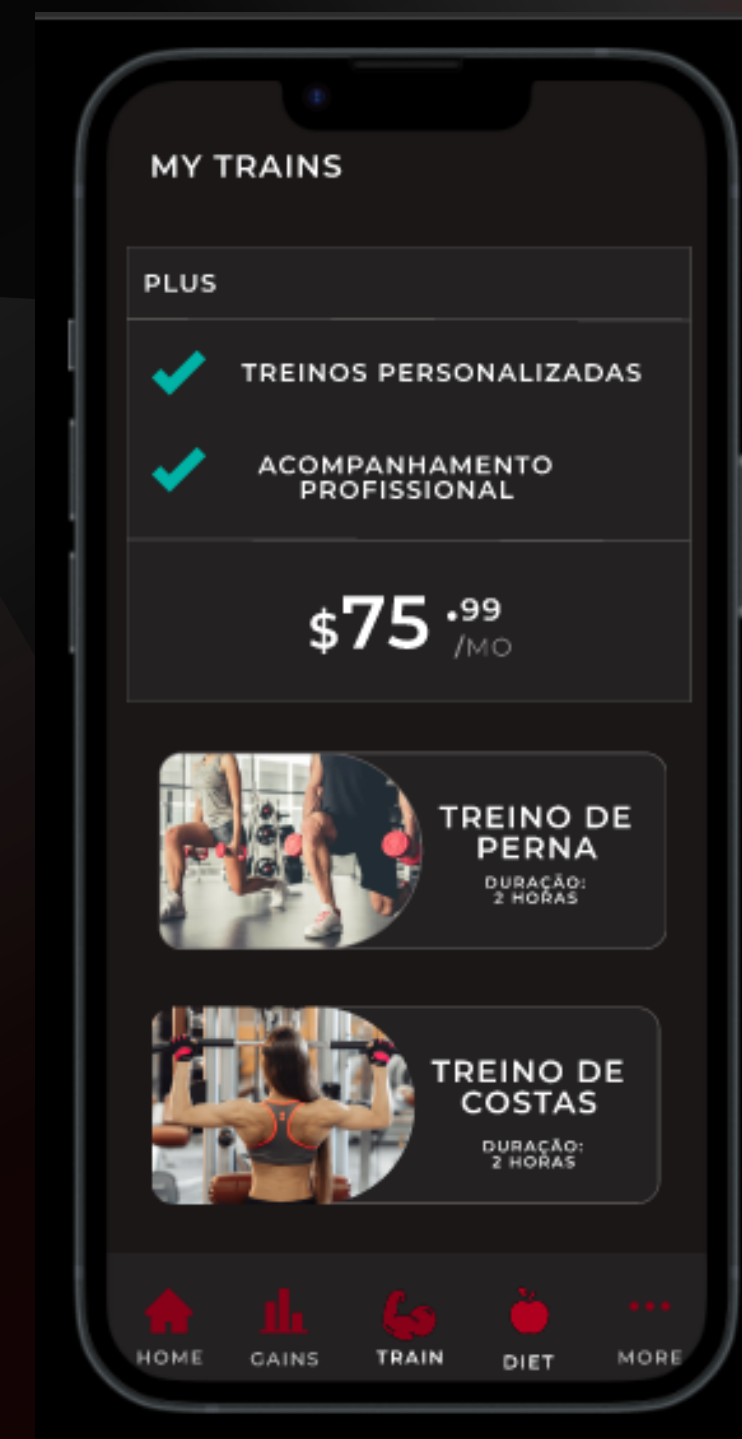 MY TRAINS
PLUS
TREINOS PERSONALIZADAS
ACOMPANHAMENTO
PROFISSIONAL
$75.99
/MO
TREINO DE
PERNA
DURAÇÃO:
2 HORAS
TREINO DE
COSTAS
DURAÇÃO:
2 HORAS
HOME GAINS TRAIN DIET MORE